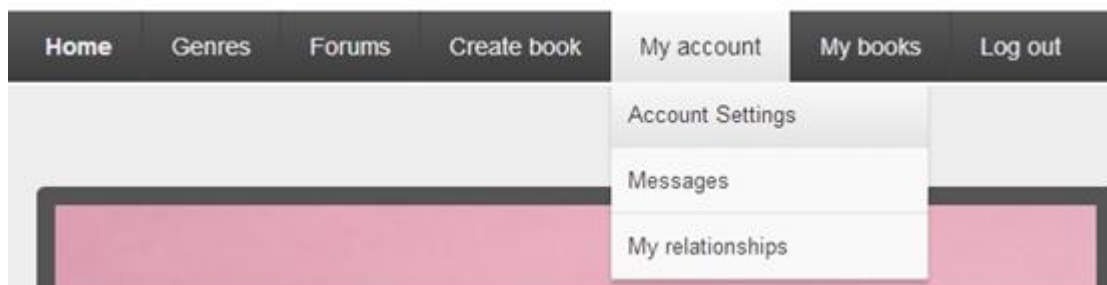 Home Genres Forums Create book My account My books Log out
Account Settings
Messages
My relationships